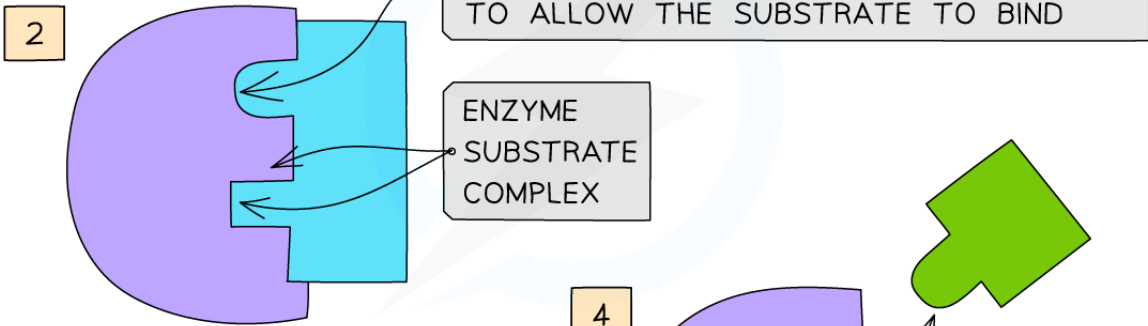 2
TO ALLOW THE SUBSTRATE TO BIND
ENZYME
SUBSTRATE
COMPLEX
4